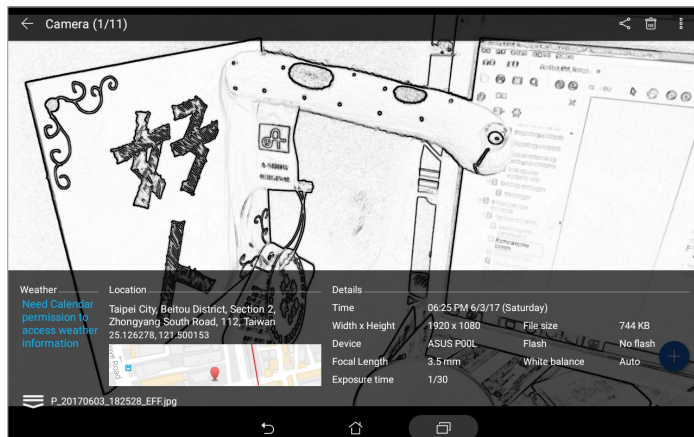 Camera (1/11)
好
Weather
Need Calendar
permission to
access weather
information
Location
Taipei City, Beitou District, Section 2,
Zhongyang South Road, 112, Taiwan
25.126278, 121.500153
Details
Time 06:25 PM 6/3/17 (Saturday)
Width x Height 1920 x 1080 File size 744 KB
Device ASUS P00L Flash No flash
Focal Length 3.5 mm White balance Auto
Exposure time 1/30
P_20170603_182528_EFF.jpg